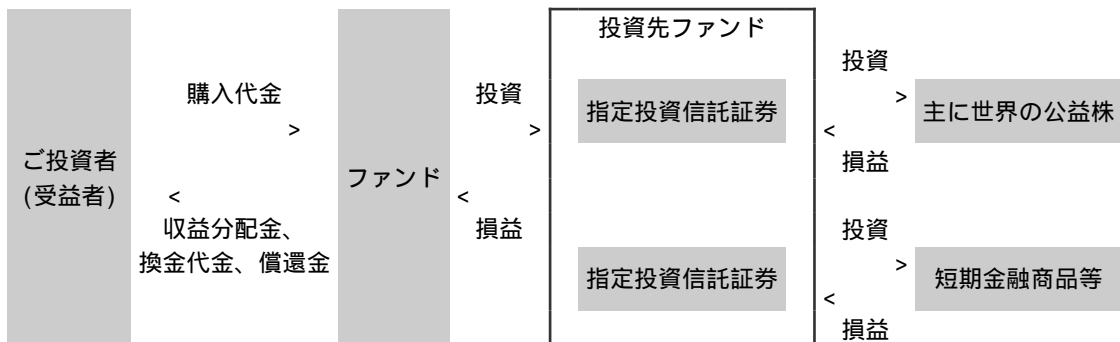 投資先ファンド
投資
購入代金
投資
指定投資信託証券
>
主に世界の公益株
>
>
<
ご投資者
(受益者)
ファンド
損益
<
<
収益分配金、
換金代金、償還金
損益
投資
指定投資信託証券
>
短期金融商品等
<
損益